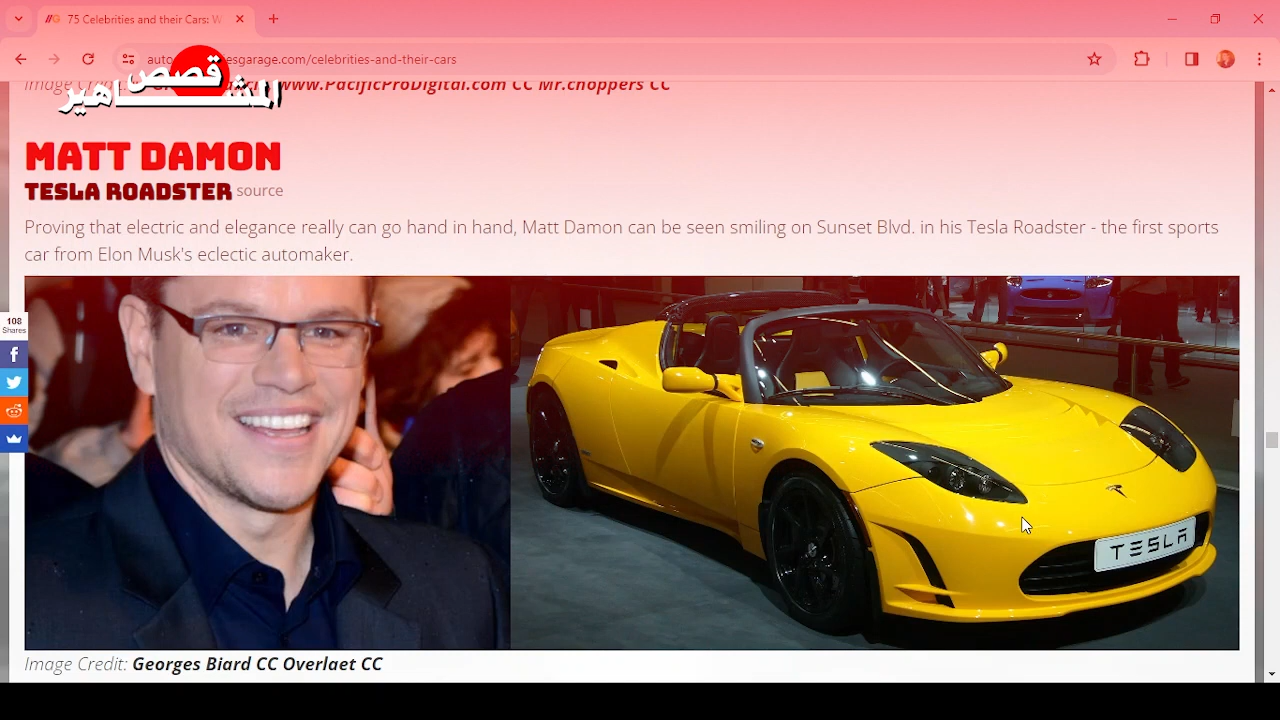 75 Celebrities and their Cars: W
esgarage.com/celebrities-and-their-cars
قصص
المشاهير
www.PacificProDigital.com CC Mr.choppers CC
MATT DAMON
TESLA ROADSTER source
Proving that electric and elegance really can go hand in hand, Matt Damon can be seen smiling on Sunset Blvd. in his Tesla Roadster - the first sports
car from Elon Musk's eclectic automaker.
108
Shares
TESLA
Image Credit: Georges Biard CC Overlaet CC